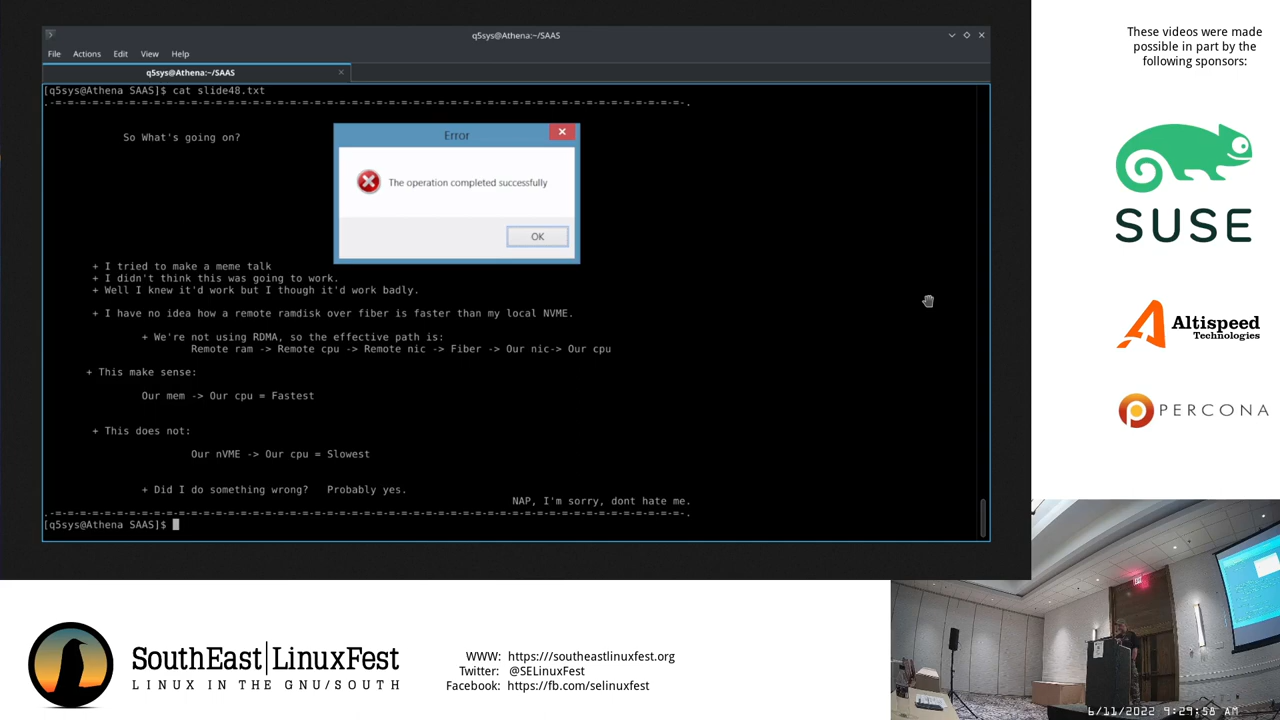 q5sys@Athena:~/SAAS
File Actions Edit View Help
q5sys@Athena:~/SAAS
[q5sys@Athena SAAS]$ cat slide48.txt
.-=-=-=-=-=-=-=-=-=-=-=-=-=-=-=-=-=-=-=-=-=-=-=-=-=-=-=-=-=-=-=-=-=-=-=-=-=-=-=-=-=-=-=-=-=-=-=-=-=-=-=-=-.
So What's going on?
Error
The operation completed successfully
OK
+ I tried to make a meme talk
+ I didn't think this was going to work.
+ Well I knew it'd work but I though it'd work badly.
+ I have no idea how a remote ramdisk over fiber is faster than my local NVME.
+ We're not using RDMA, so the effective path is:
Remote ram -> Remote cpu -> Remote nic -> Fiber -> Our nic-> Our cpu
+ This make sense:
Our mem -> Our cpu = Fastest
+ This does not:
Our nVME -> Our cpu = Slowest
+ Did I do something wrong? Probably yes.
NAP, I'm sorry, dont hate me.
.-=-=-=-=-=-=-=-=-=-=-=-=-=-=-=-=-=-=-=-=-=-=-=-=-=-=-=-=-=-=-=-=-=-=-=-=-=-=-=-=-=-=-=-=-=-=-=-=-=-=-=-=-.
[q5sys@Athena SAAS]$
These videos were made
possible in part by the
following sponsors:
SUSE
Altispeed
Technologies
PERCONA
SouthEast|LinuxFest
LINUX IN THE GNU/SOUTH
WWW: https:///southeastlinuxfest.org
Twitter: @SELinuxFest
Facebook: https://fb.com/selinuxfest
6/11/2022 9:29:58 AM